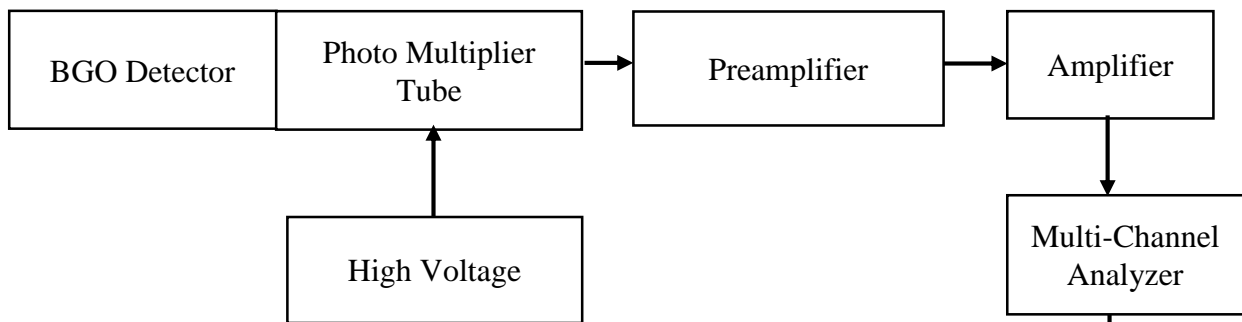 BGO Detector
Photo Multiplier
Tube
Preamplifier
Amplifier
High Voltage
Multi-Channel
Analyzer